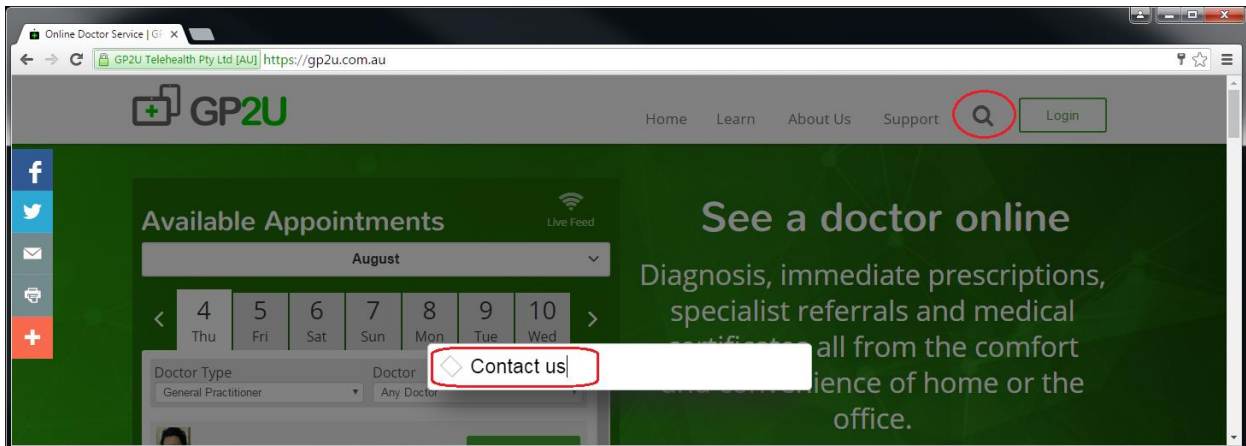 Online Doctor Service | GP
GP2U Telehealth Pty Ltd [AU] https://gp2u.com.au
GP2U
Home Learn About Us Support Login
f
Available Appointments
Live Feed
August
4 5 6 7 8 9 10
Thu Fri Sat Sun Mon Tue Wed
Doctor Type Doctor
General Practitioner Any Doctor
Contact us
See a doctor online
Diagnosis, immediate prescriptions,
specialist referrals and medical
certificates all from the comfort
and convenience of home or the
office.